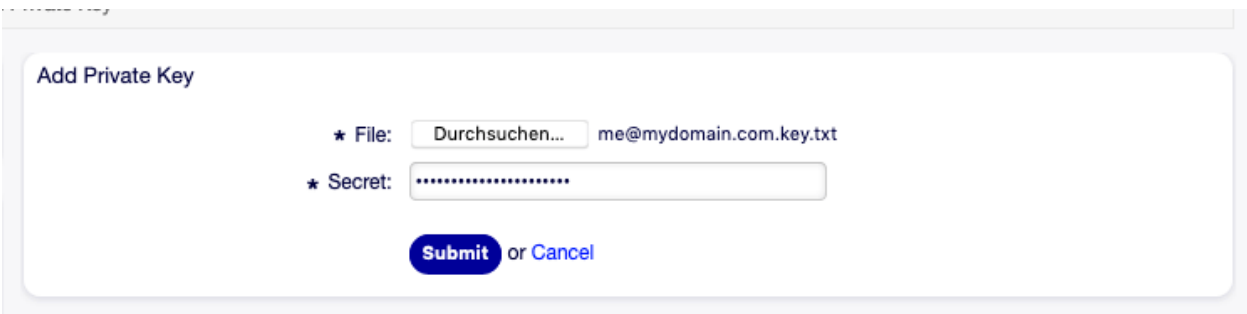 Add Private Key
★ File: Durchsuchen... me@mydomain.com.key.txt
★ Secret: ••••••••••••••••••••••
Submit or Cancel